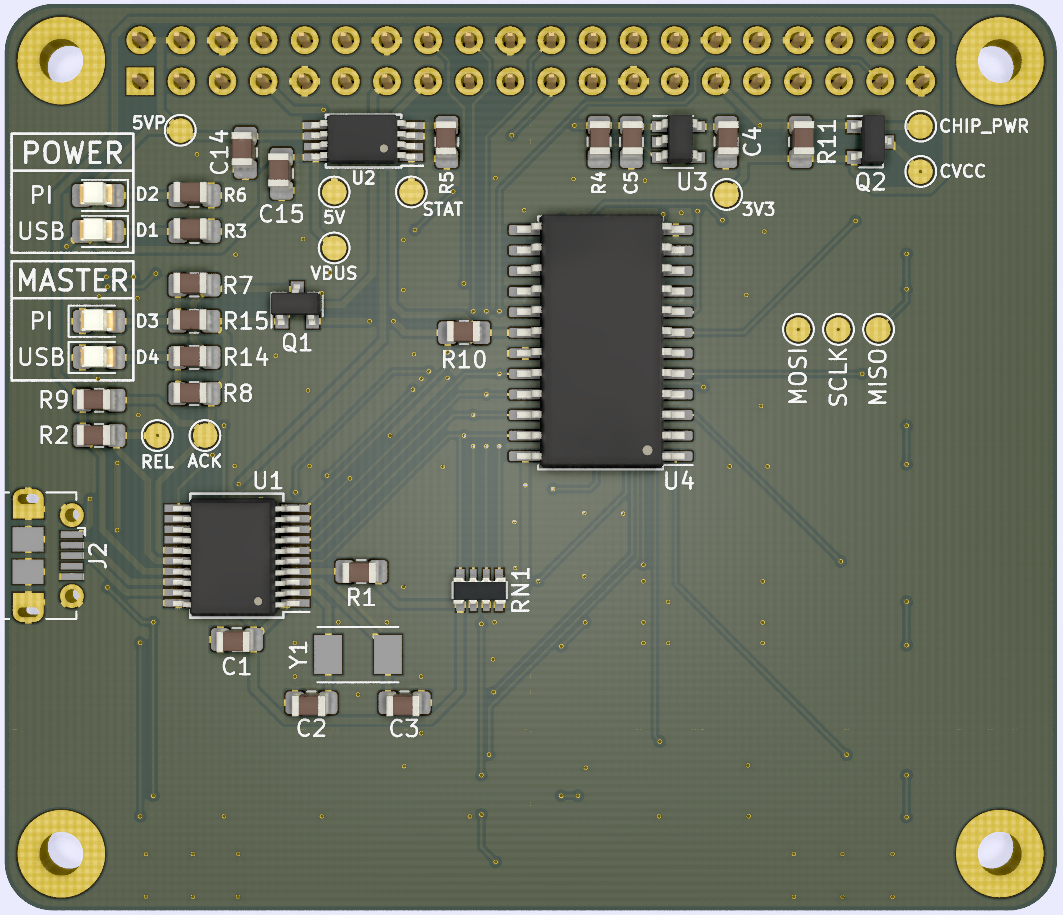 5VP
CHIP_PWR
C14
R5
R4
C5
C4
R11
POWER
U2
U3
Q2
CVCC
PI
D2
R6
C15
5V
STAT
3V3
USB
D1
R3
VBUS
MASTER
R7
PI
D3
R15
Q1
USB
D4
R14
R10
MOSI
SCLK
MISO
R9
R8
R2
REL
ACK
U1
U4
J2
R1
RN1
C1
Y1
C2
C3